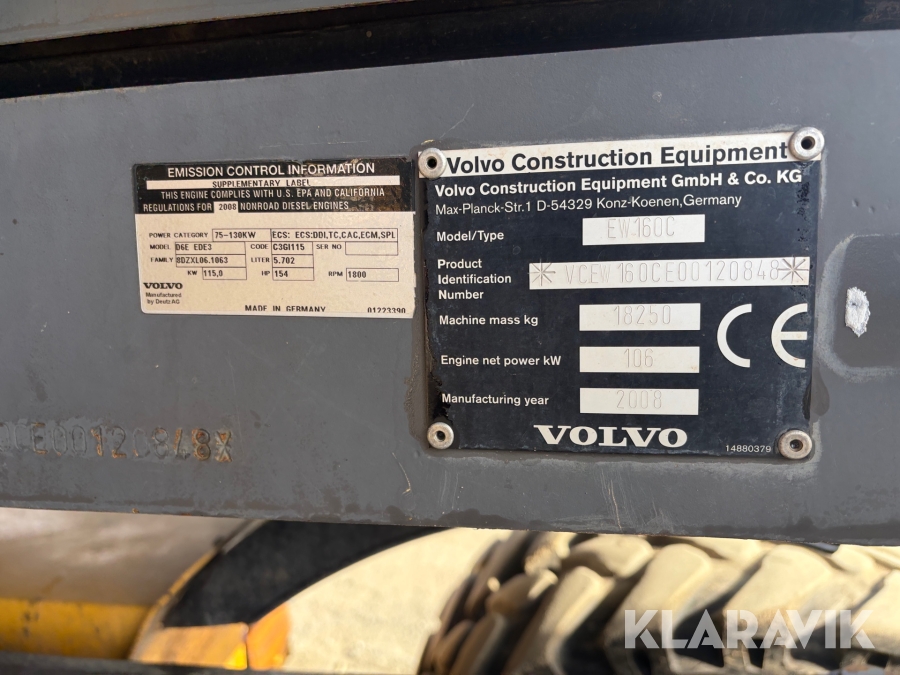 EMISSION CONTROL INFORMATION
SUPPLEMENTARY LABEL
THIS ENGINE COMPLIES WITH U.S. EPA AND CALIFORNIA
REGULATIONS FOR 2008 NONROAD DIESEL ENGINES
POWER CATEGORY 75-130KW ECS: ECS:DDI,TC,CAC,ECM,SPL
MODEL D6E EDE3 CODE C3GI115 SER NO
FAMILY 8DZXL06.1063 LITER 5.702
KW 115,0 HP 154 RPM 1800
VOLVO
Manufactured
by Deutz AG
MADE IN GERMANY 01223390
Volvo Construction Equipment
Volvo Construction Equipment GmbH & Co. KG
Max-Planck-Str.1 D-54329 Konz-Koenen,Germany
Model/Type EW160C
Product
Identification
Number *VCEW160CE00120848*
Machine mass kg 18250
Engine net power kW 106
Manufacturing year 2008
CE
VOLVO
14880379
0CE00120848X
KLARAVIK